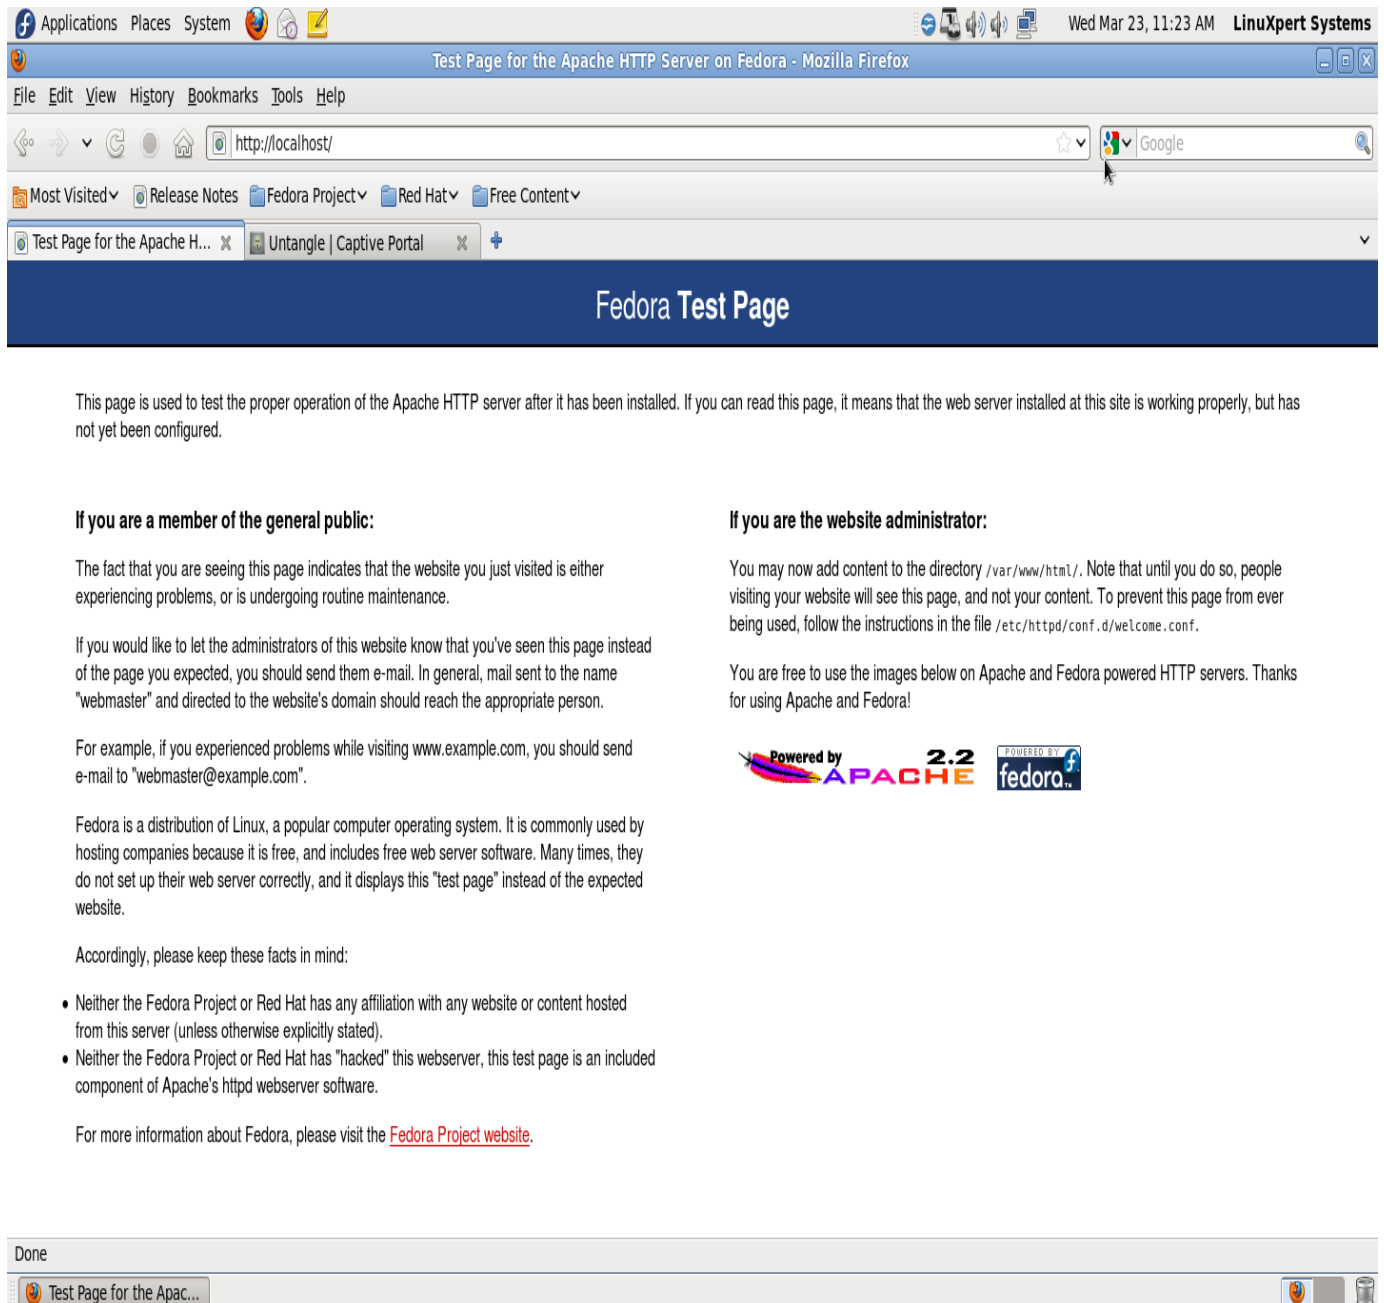 Applications Places System Wed Mar 23, 11:23 AM LinuXpert Systems
Test Page for the Apache HTTP Server on Fedora - Mozilla Firefox
File Edit View History Bookmarks Tools Help
http://localhost/ Google
Most Visited Release Notes Fedora Project Red Hat Free Content
Test Page for the Apache H... Untangle | Captive Portal
Fedora Test Page
This page is used to test the proper operation of the Apache HTTP server after it has been installed. If you can read this page, it means that the web server installed at this site is working properly, but has
not yet been configured.
If you are a member of the general public:
The fact that you are seeing this page indicates that the website you just visited is either
experiencing problems, or is undergoing routine maintenance.
If you would like to let the administrators of this website know that you've seen this page instead
of the page you expected, you should send them e-mail. In general, mail sent to the name
"webmaster" and directed to the website's domain should reach the appropriate person.
For example, if you experienced problems while visiting www.example.com, you should send
e-mail to "webmaster@example.com".
Fedora is a distribution of Linux, a popular computer operating system. It is commonly used by
hosting companies because it is free, and includes free web server software. Many times, they
do not set up their web server correctly, and it displays this "test page" instead of the expected
website.
Accordingly, please keep these facts in mind:
• Neither the Fedora Project or Red Hat has any affiliation with any website or content hosted
from this server (unless otherwise explicitly stated).
• Neither the Fedora Project or Red Hat has "hacked" this webserver, this test page is an included
component of Apache's httpd webserver software.
For more information about Fedora, please visit the Fedora Project website.
If you are the website administrator:
You may now add content to the directory /var/www/html/. Note that until you do so, people
visiting your website will see this page, and not your content. To prevent this page from ever
being used, follow the instructions in the file /etc/httpd/conf.d/welcome.conf.
You are free to use the images below on Apache and Fedora powered HTTP servers. Thanks
for using Apache and Fedora!
Powered by 2.2
APACHE
POWERED BY
fedora™
Done
Test Page for the Apac...